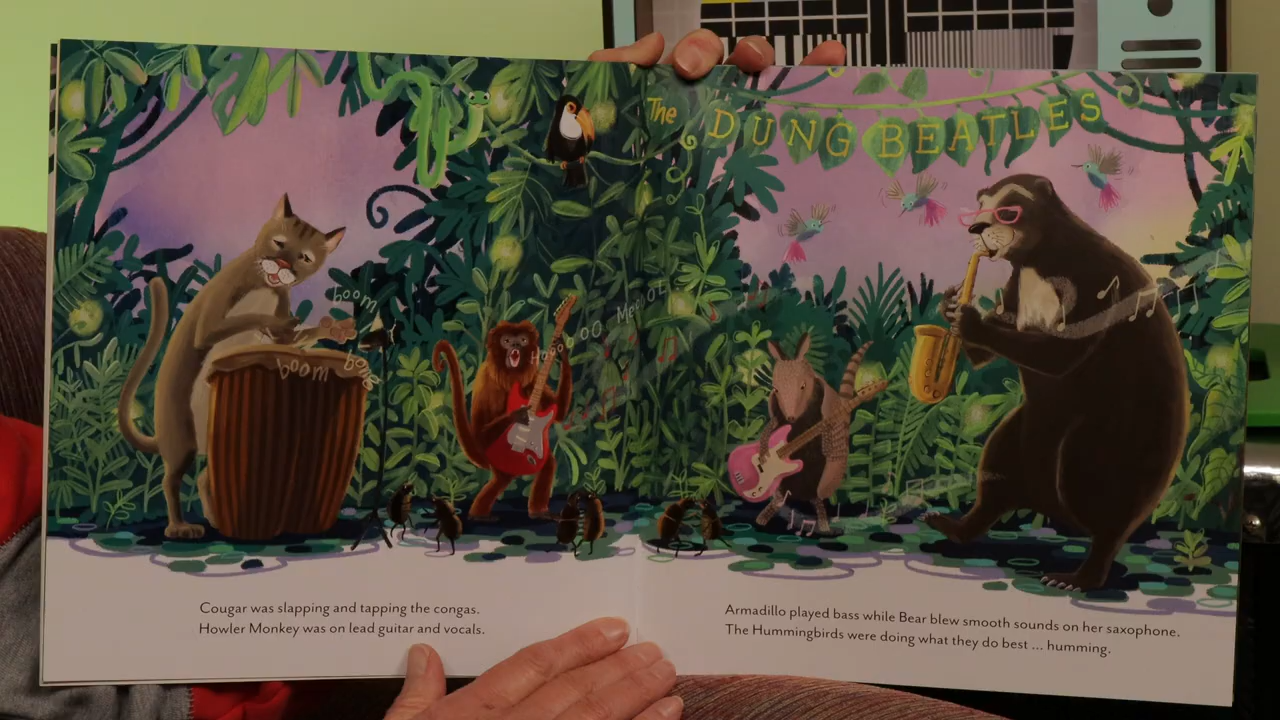 The DUNG BEATLES
boom
boom
bong
Hoooo OO
Cougar was slapping and tapping the congas.
Howler Monkey was on lead guitar and vocals.
Armadillo played bass while Bear blew smooth sounds on her saxophone.
The Hummingbirds were doing what they do best ... humming.